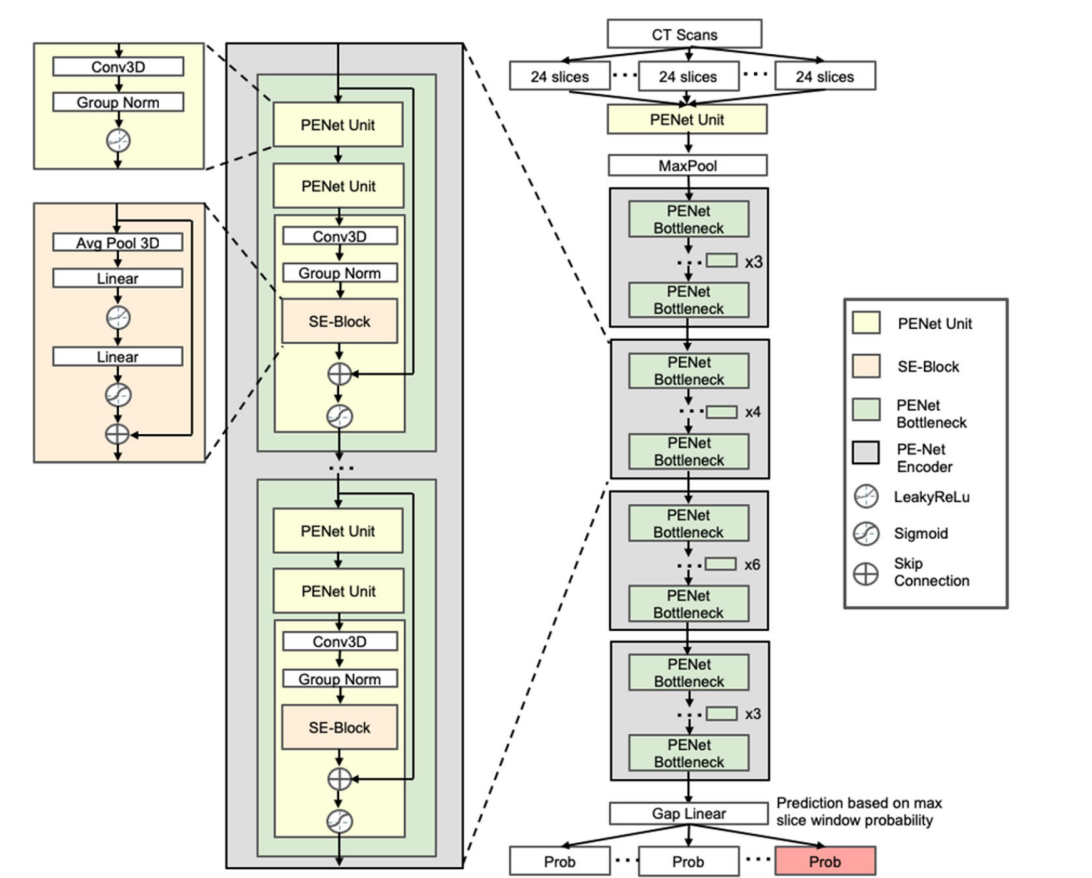 Conv3D
Group Norm
Avg Pool 3D
Linear
Linear
PENet Unit
PENet Unit
Conv3D
Group Norm
SE-Block
...
PENet Unit
PENet Unit
Conv3D
Group Norm
SE-Block
CT Scans
24 slices ... 24 slices ... 24 slices
PENet Unit
MaxPool
PENet
Bottleneck
... x3
PENet
Bottleneck
PENet
Bottleneck
... x4
PENet
Bottleneck
PENet
Bottleneck
... x6
PENet
Bottleneck
PENet
Bottleneck
... x3
PENet
Bottleneck
Gap Linear
Prediction based on max
slice window probability
Prob ... Prob ... Prob
PENet Unit
SE-Block
PENet
Bottleneck
PE-Net
Encoder
LeakyReLu
Sigmoid
Skip
Connection